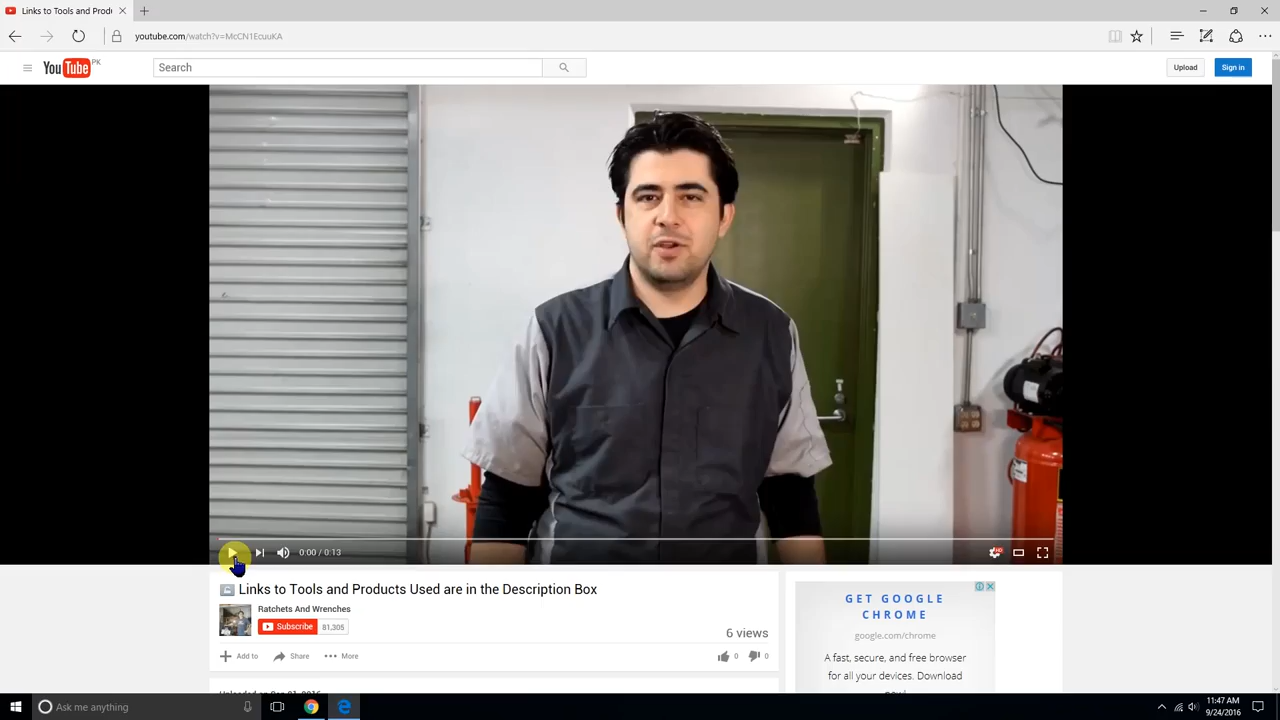 Links to Tools and Produ
youtube.com/watch?v=McCN1EcuuKA
YouTube PK
Search
Upload
Sign in
0:00 / 0:13
HD
Links to Tools and Products Used are in the Description Box
Ratchets And Wrenches
Subscribe 81,305
6 views
Add to Share More
0 0
GET GOOGLE
CHROME
google.com/chrome
A fast, secure, and free browser
for all your devices. Download
Ask me anything
11:47 AM
9/24/2016